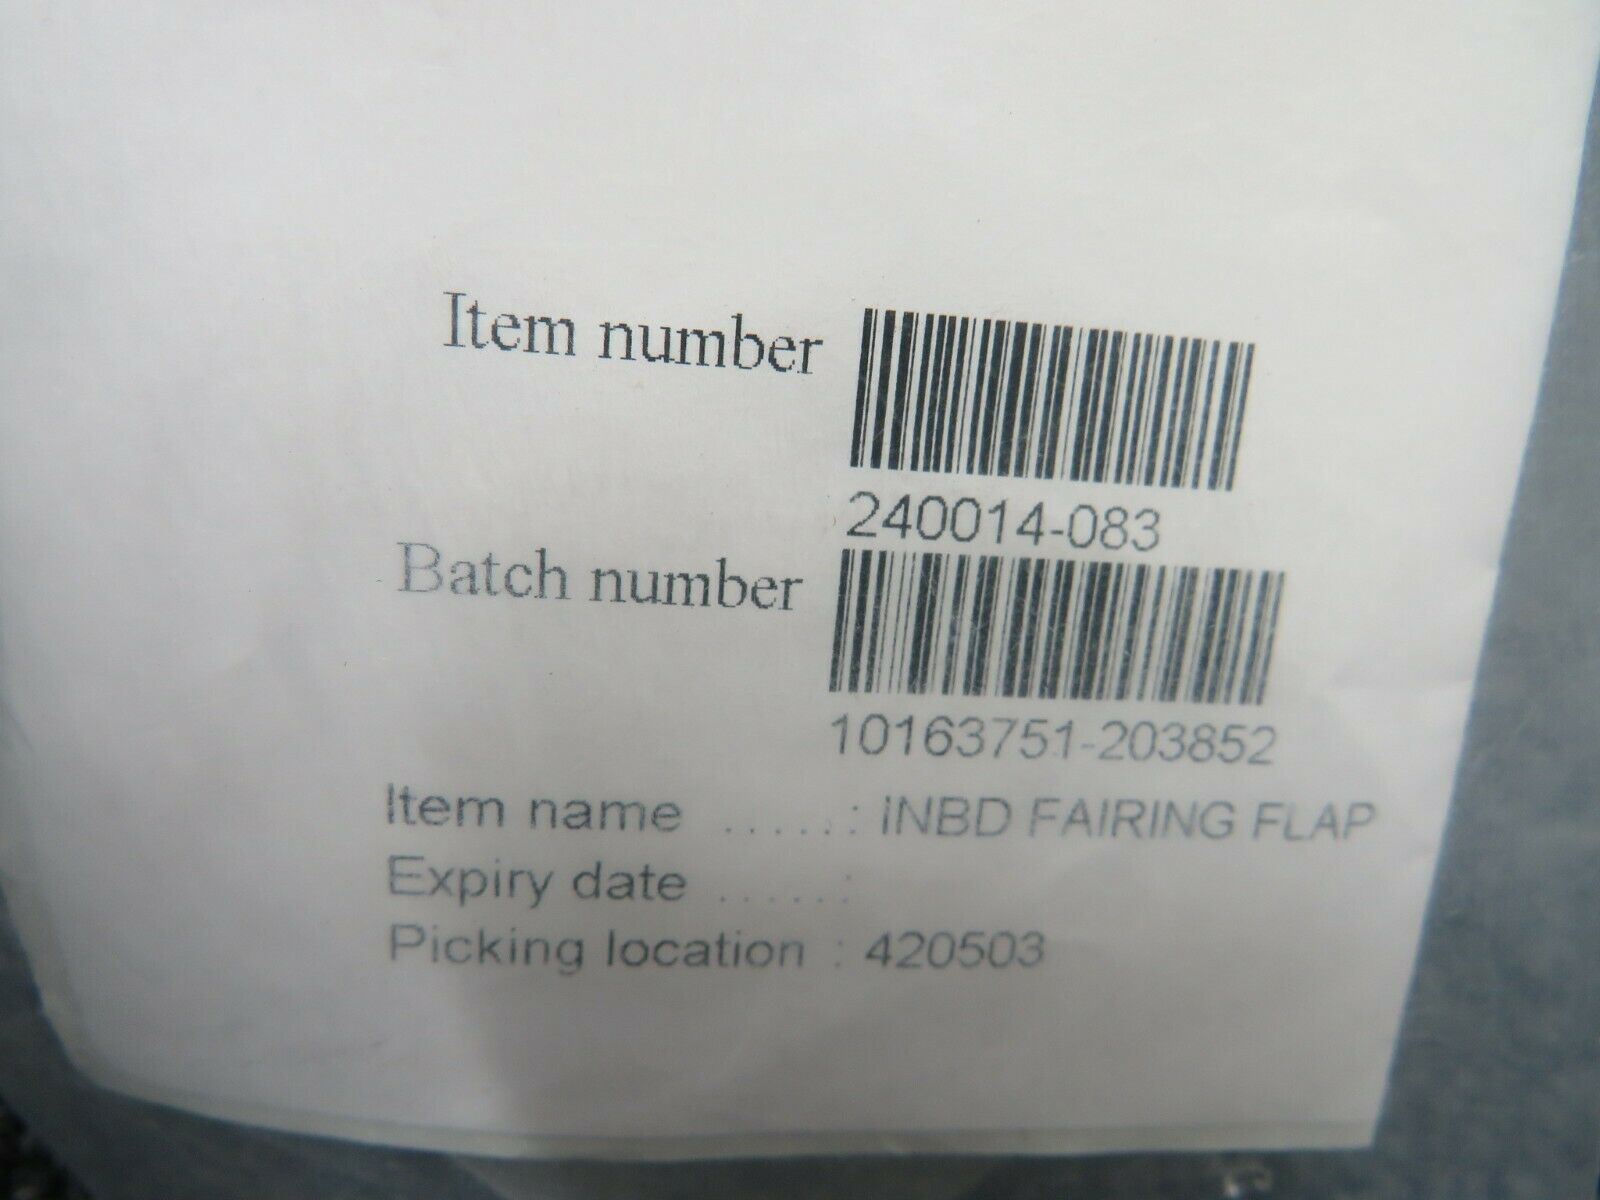 Item number
240014-083
Batch number
10163751-203852
Item name ......: INBD FAIRING FLAP
Expiry date ......:
Picking location : 420503